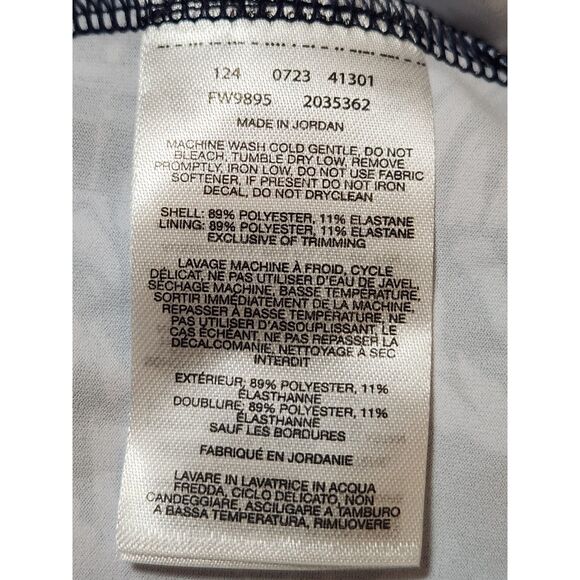 124 0723 41301
FW9895 2035362
MADE IN JORDAN
MACHINE WASH COLD GENTLE, DO NOT
BLEACH, TUMBLE DRY LOW, REMOVE
PROMPTLY, IRON LOW, DO NOT USE FABRIC
SOFTENER, IF PRESENT DO NOT IRON
DECAL, DO NOT DRYCLEAN
SHELL: 89% POLYESTER, 11% ELASTANE
LINING: 89% POLYESTER, 11% ELASTANE
EXCLUSIVE OF TRIMMING
LAVAGE MACHINE À FROID, CYCLE
DÉLICAT, NE PAS UTILISER D'EAU DE JAVEL,
SÉCHAGE MACHINE, BASSE TEMPÉRATURE,
SORTIR IMMÉDIATEMENT DE LA MACHINE,
REPASSER À BASSE TEMPÉRATURE, NE
PAS UTILISER D'ASSOUPLISSANT, LE
CAS ÉCHÉANT, NE PAS REPASSER LA
DÉCALCOMANIE, NETTOYAGE À SEC
INTERDIT
EXTÉRIEUR: 89% POLYESTER, 11%
ÉLASTHANNE
DOUBLURE: 89% POLYESTER, 11%
ÉLASTHANNE
SAUF LES BORDURES
FABRIQUÉ EN JORDANIE
LAVARE IN LAVATRICE IN ACQUA
FREDDA, CICLO DELICATO, NON
CANDEGGIARE, ASCIUGARE A TAMBURO
A BASSA TEMPERATURA, RIMUOVERE